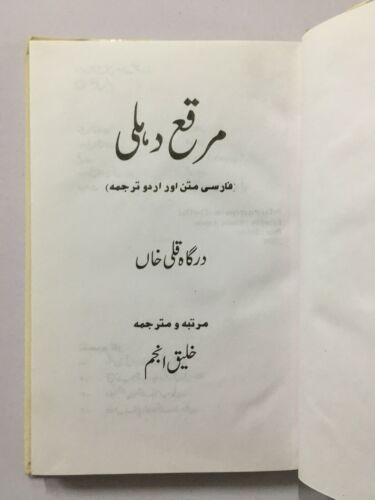 مرقع دہلی
(فارسی متن اور اردو ترجمہ)
درگاہ قلی خاں
مرتبہ و مترجمہ
خلیق انجم